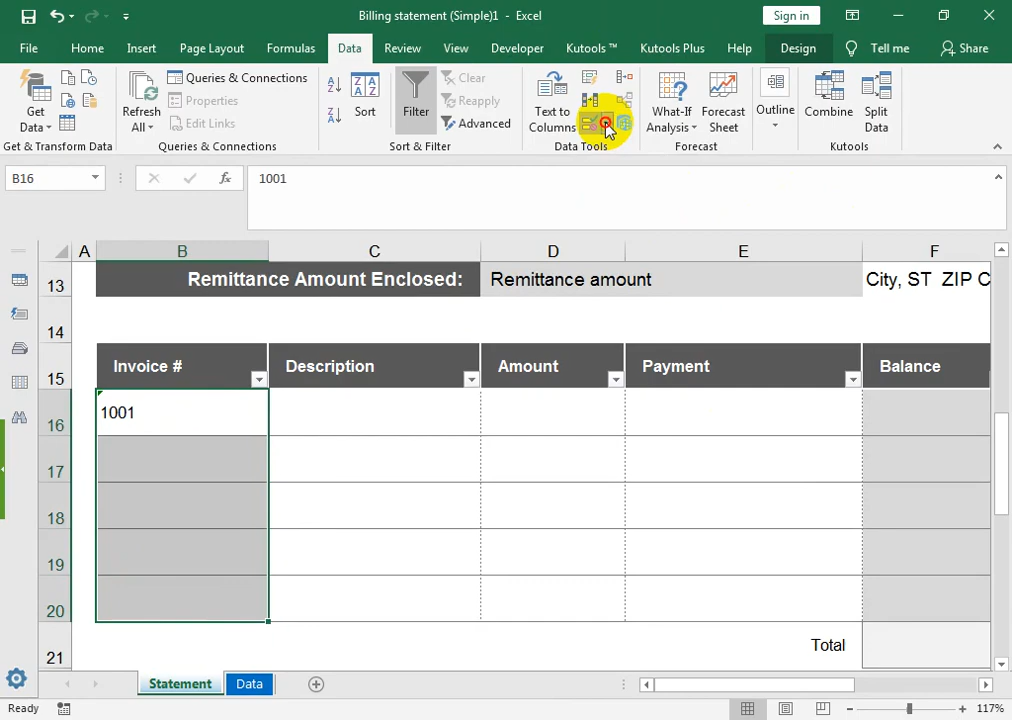 Billing statement (Simple)1 - Excel
Sign in
File Home Insert Page Layout Formulas Data Review View Developer Kutools ™ Kutools Plus Help Design Tell me Share
Get Data
Refresh All
Queries & Connections
Properties
Edit Links
Sort
Filter
Clear
Reapply
Advanced
Text to Columns
What-If Analysis
Forecast Sheet
Outline
Combine
Split Data
Get & Transform Data Queries & Connections Sort & Filter Data Tools Forecast Kutools
B16 fx 1001
A B C D E F
13 Remittance Amount Enclosed: Remittance amount City, ST ZIP C
14
15 Invoice # Description Amount Payment Balance
16 1001
17
18
19
20
21 Total
Statement Data
Ready 117%